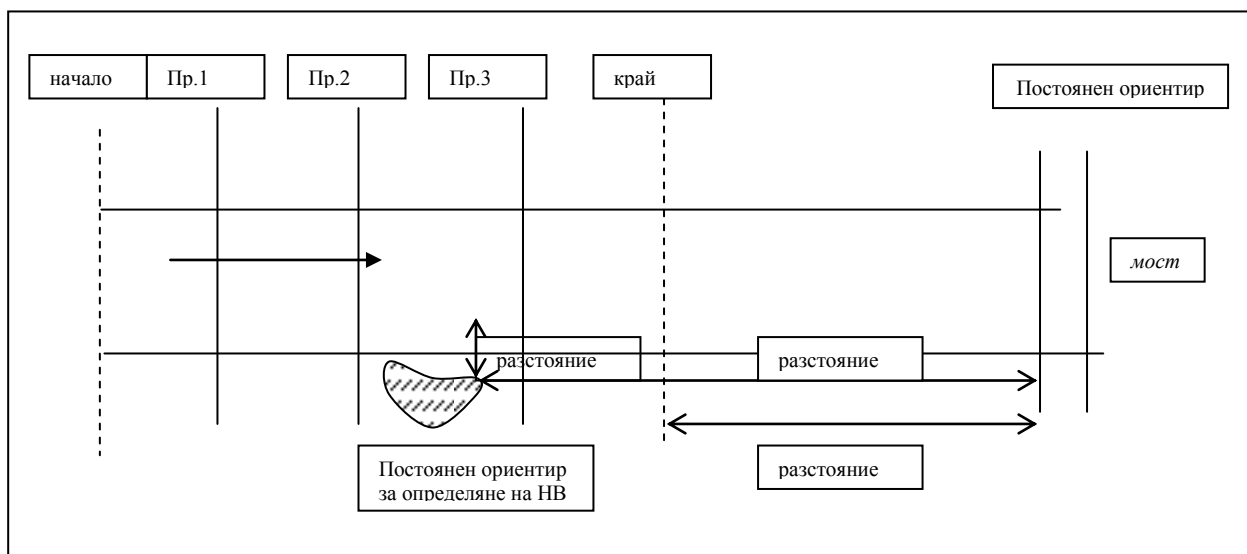 начало
Пр.1
Пр.2
Пр.3
край
Постоянен ориентир
мост
разстояние
разстояние
Постоянен ориентир
за определяне на НВ
разстояние